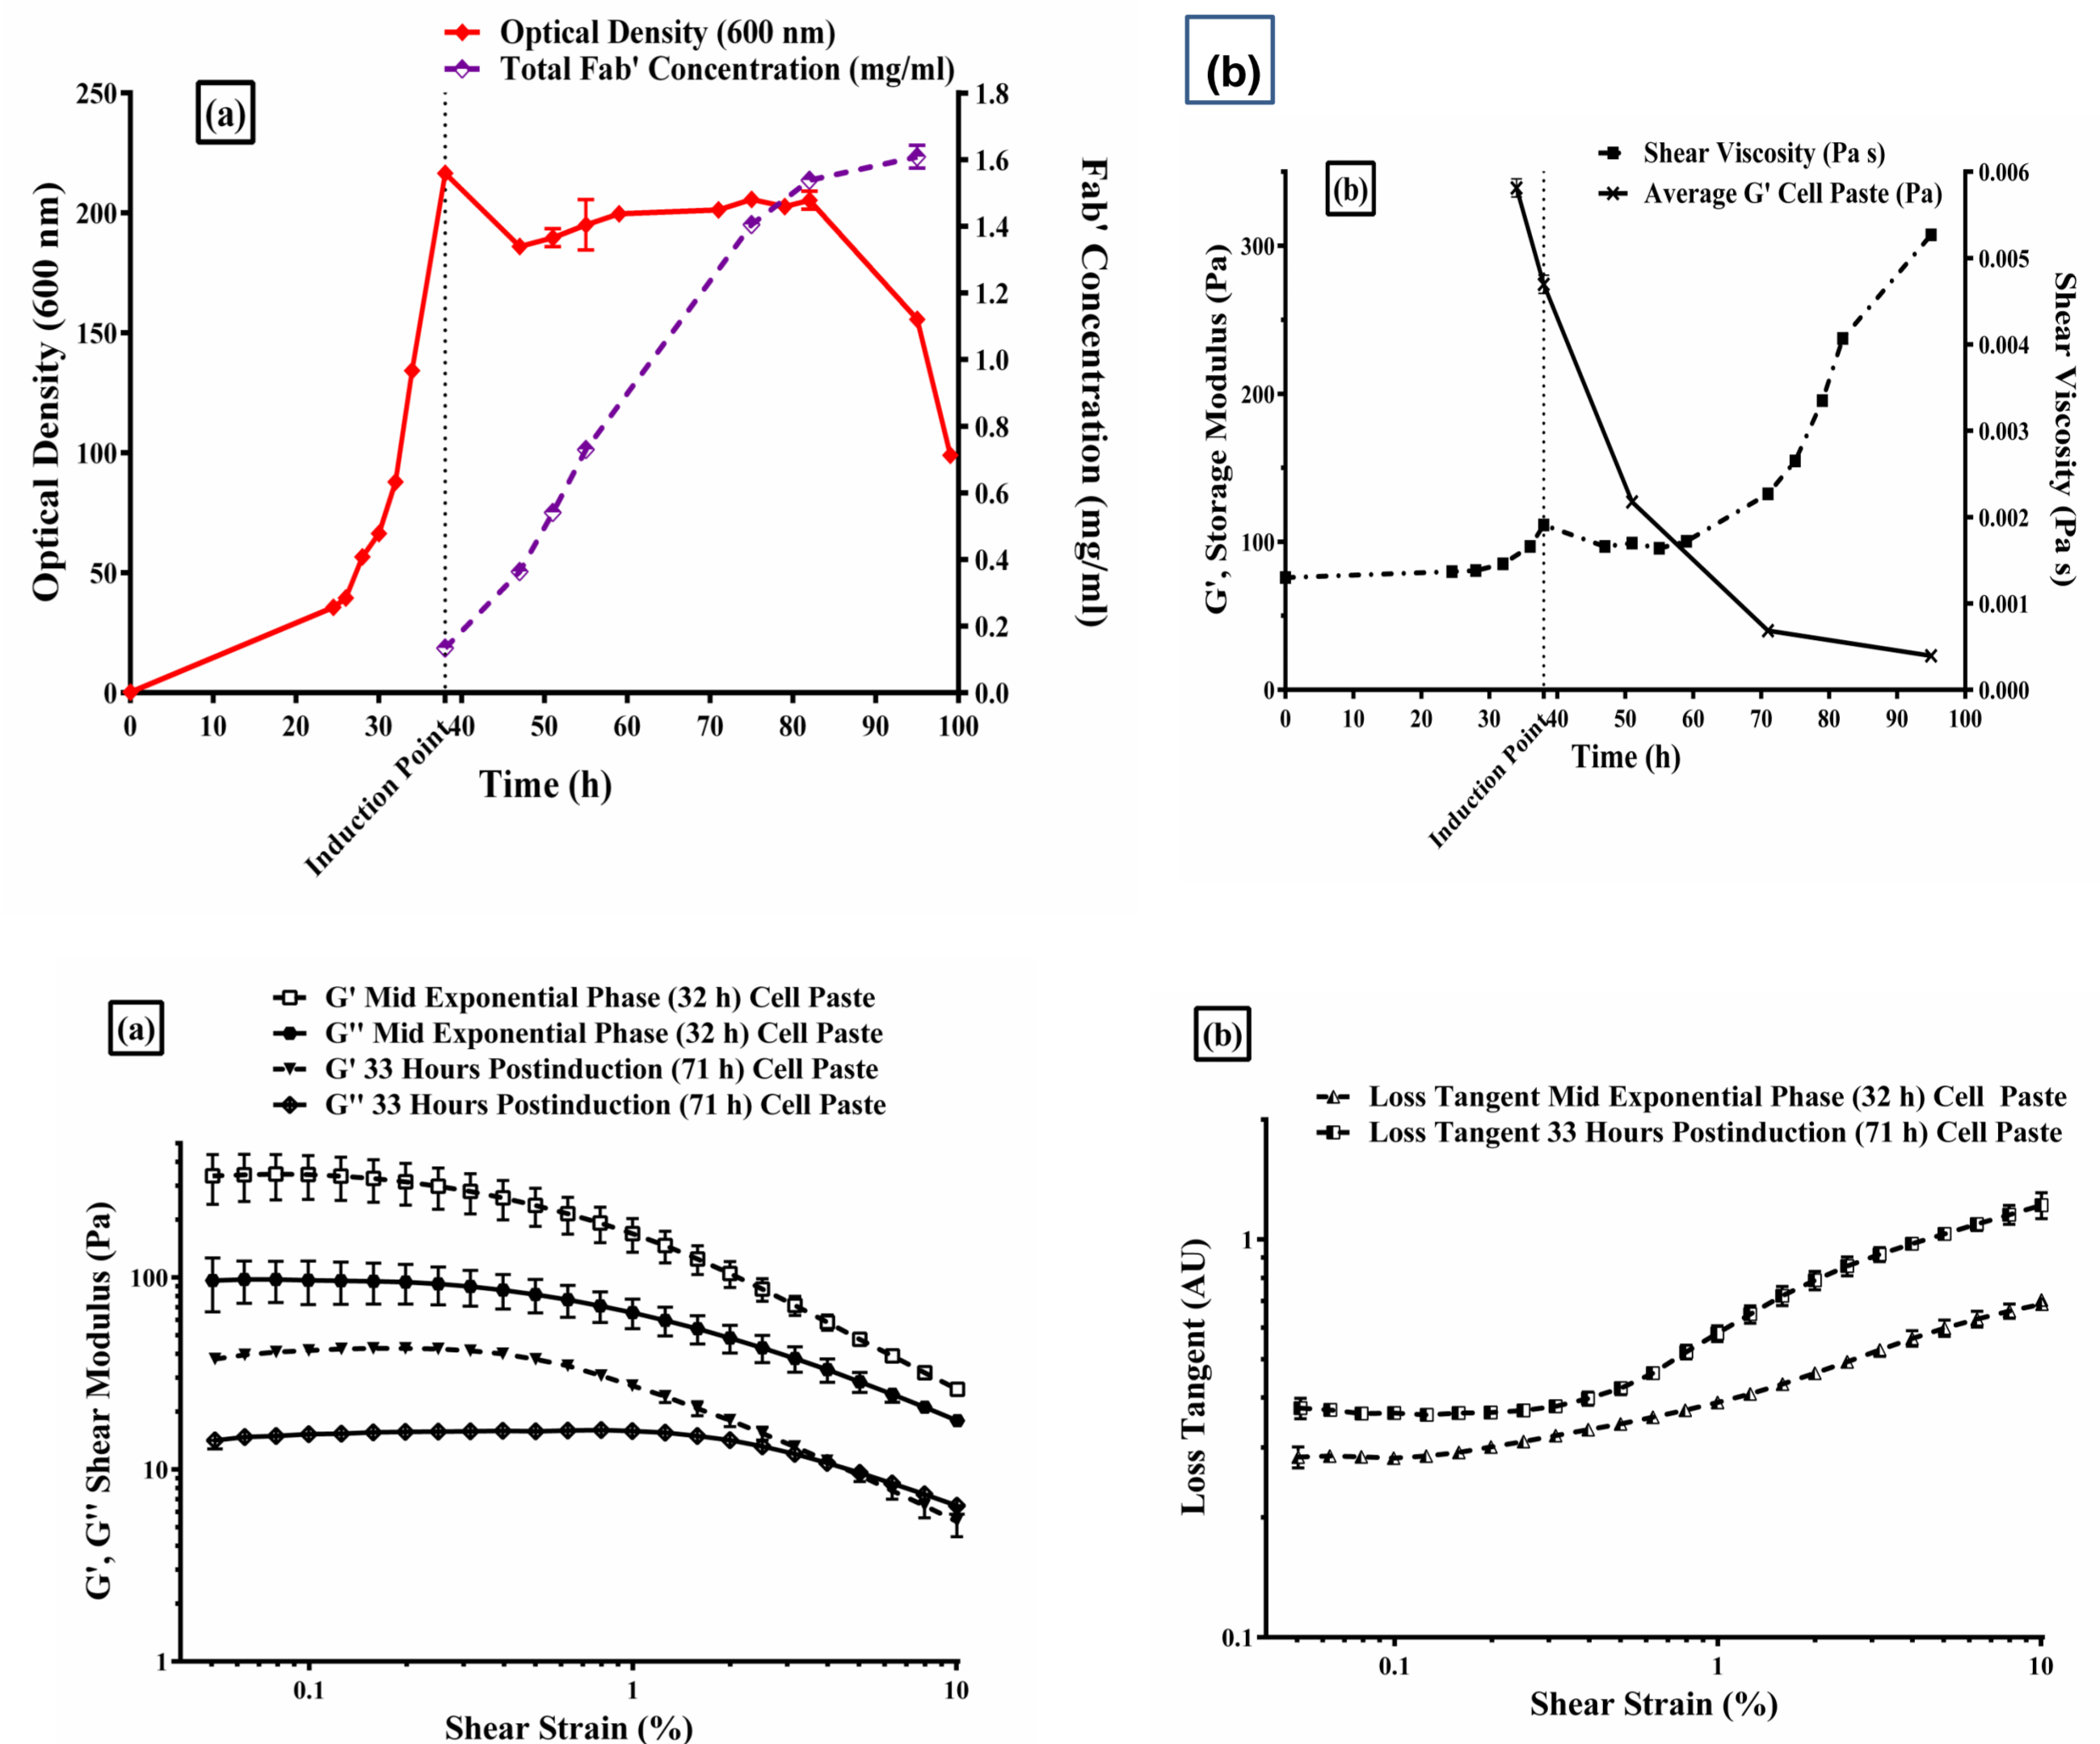 Optical Density (600 nm)
Total Fab' Concentration (mg/ml)
(a)
250
200
150
100
50
0
Optical Density (600 nm)
1.8
1.6
1.4
1.2
1.0
0.8
0.6
0.4
0.2
0.0
Fab' Concentration (mg/ml)
0 10 20 30 40 50 60 70 80 90 100
Induction Point
Time (h)
(b)
Shear Viscosity (Pa s)
Average G' Cell Paste (Pa)
(b)
300
200
100
0
G', Storage Modulus (Pa)
0.006
0.005
0.004
0.003
0.002
0.001
0.000
Shear Viscosity (Pa s)
0 10 20 30 40 50 60 70 80 90 100
Induction Point
Time (h)
(a)
G' Mid Exponential Phase (32 h) Cell Paste
G'' Mid Exponential Phase (32 h) Cell Paste
G' 33 Hours Postinduction (71 h) Cell Paste
G'' 33 Hours Postinduction (71 h) Cell Paste
100
10
1
G', G'' Shear Modulus (Pa)
0.1 1 10
Shear Strain (%)
(b)
Loss Tangent Mid Exponential Phase (32 h) Cell Paste
Loss Tangent 33 Hours Postinduction (71 h) Cell Paste
1
0.1
Loss Tangent (AU)
0.1 1 10
Shear Strain (%)